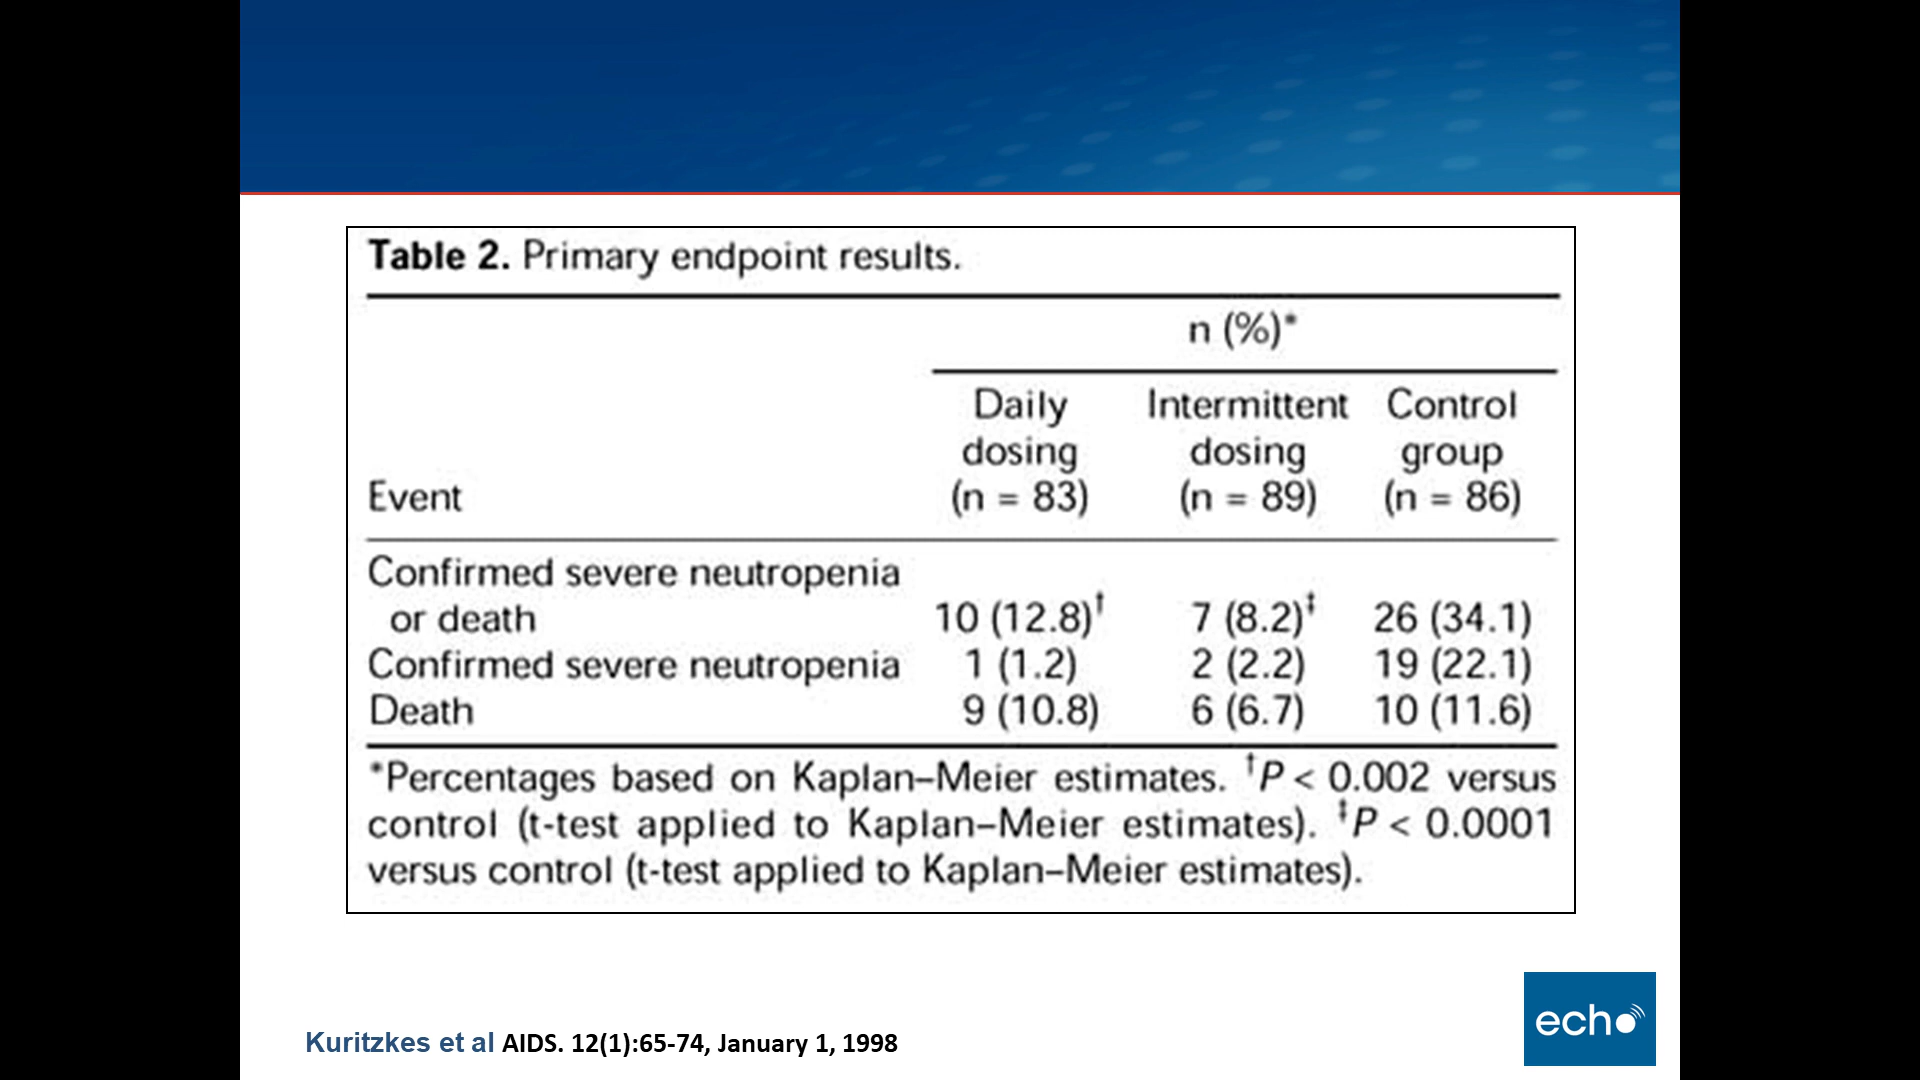 Table 2. Primary endpoint results.
n (%)*
Daily dosing (n = 83)
Intermittent dosing (n = 89)
Control group (n = 86)
Event
Confirmed severe neutropenia
or death 10 (12.8)† 7 (8.2)‡ 26 (34.1)
Confirmed severe neutropenia 1 (1.2) 2 (2.2) 19 (22.1)
Death 9 (10.8) 6 (6.7) 10 (11.6)
*Percentages based on Kaplan–Meier estimates. †P < 0.002 versus
control (t-test applied to Kaplan–Meier estimates). ‡P < 0.0001
versus control (t-test applied to Kaplan–Meier estimates).
Kuritzkes et al AIDS. 12(1):65-74, January 1, 1998
echo